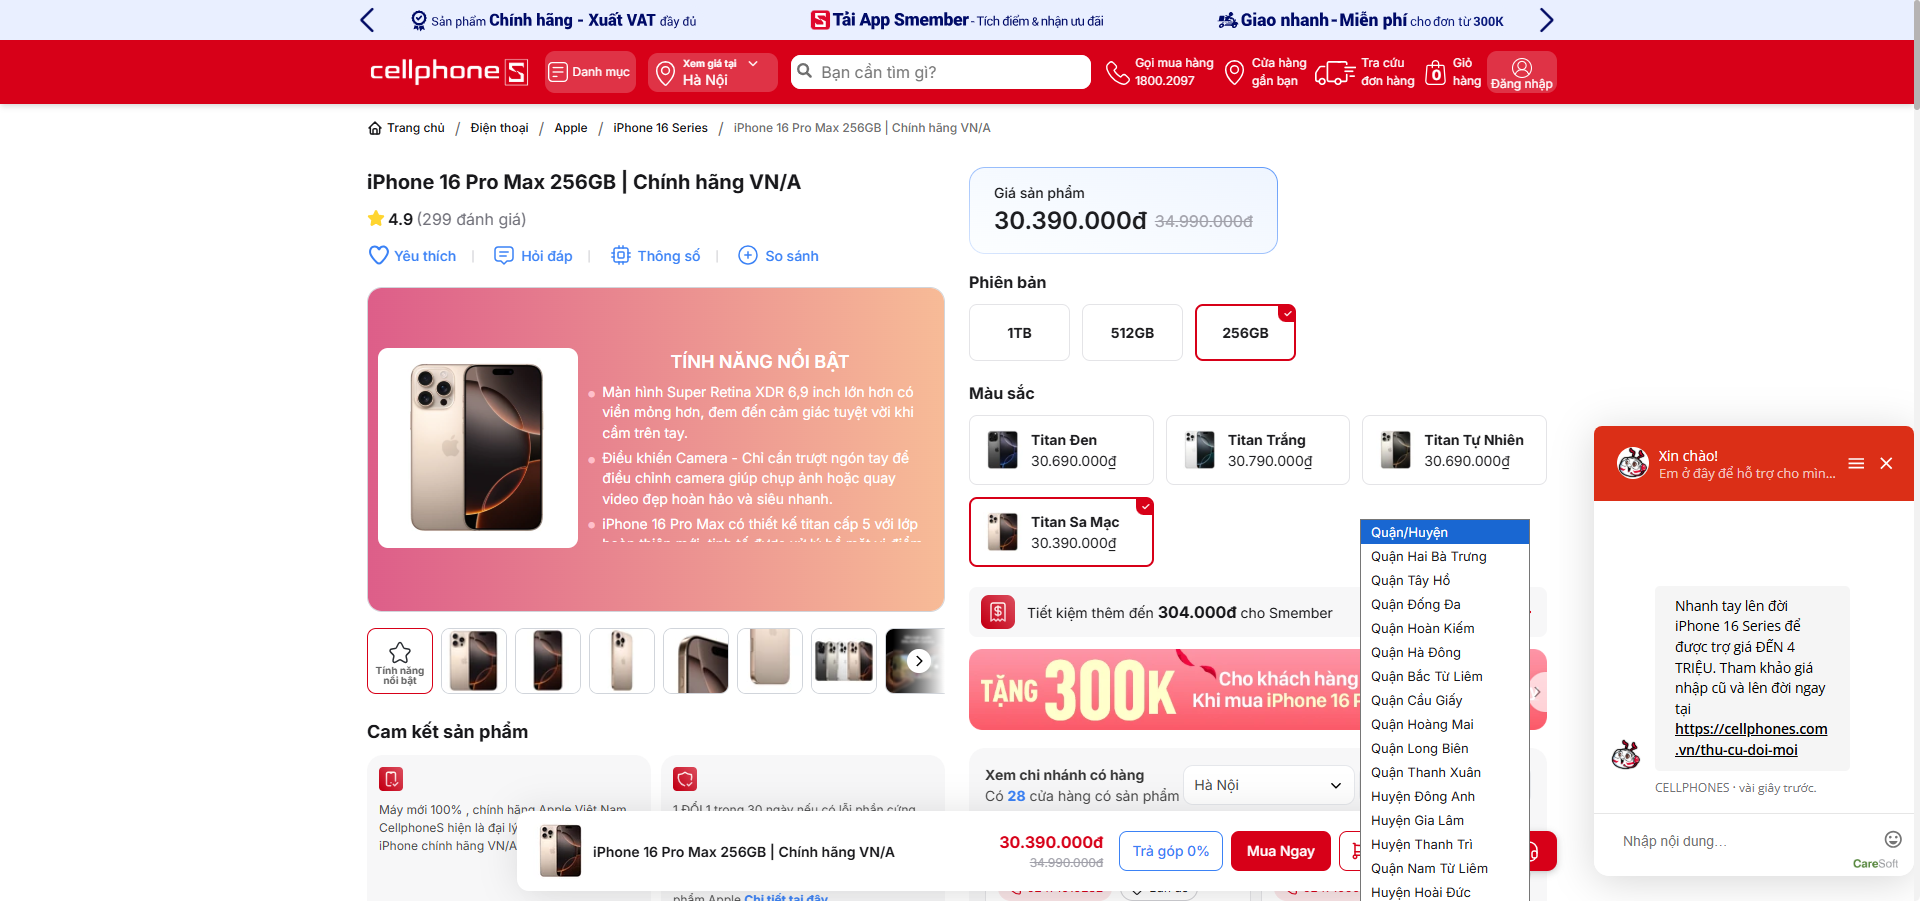 Sản phẩm Chính hãng - Xuất VAT đầy đủ
Tải App Smember - Tích điểm & nhận ưu đãi
Giao nhanh - Miễn phí cho đơn từ 300K
cellphoneS
Danh mục
Xem giá tại
Hà Nội
Bạn cần tìm gì?
Gọi mua hàng
1800.2097
Cửa hàng
gần bạn
Tra cứu
đơn hàng
0
Giỏ
hàng
Đăng nhập
Trang chủ / Điện thoại / Apple / iPhone 16 Series / iPhone 16 Pro Max 256GB | Chính hãng VN/A
iPhone 16 Pro Max 256GB | Chính hãng VN/A
4.9 (299 đánh giá)
Yêu thích
Hỏi đáp
Thông số
So sánh
TÍNH NĂNG NỔI BẬT
Màn hình Super Retina XDR 6,9 inch lớn hơn có
viền mỏng hơn, đem đến cảm giác tuyệt vời khi
cầm trên tay.
Điều khiển Camera - Chỉ cần trượt ngón tay để
điều chỉnh camera giúp chụp ảnh hoặc quay
video đẹp hoàn hảo và siêu nhanh.
iPhone 16 Pro Max có thiết kế titan cấp 5 với lớp
hoàn thiện mới, tinh tế được xử lý bề mặt vi điểm
Tính năng
nổi bật
Cam kết sản phẩm
Máy mới 100% , chính hãng Apple Việt Nam.
CellphoneS hiện là đại lý
iPhone chính hãng VN/A
1 ĐỔI 1 trong 30 ngày nếu có lỗi phần cứng
phẩm Apple Chi tiết tại đây
Giá sản phẩm
30.390.000đ 34.990.000đ
Phiên bản
1TB
512GB
256GB
Màu sắc
Titan Đen
30.690.000₫
Titan Trắng
30.790.000₫
Titan Tự Nhiên
30.690.000₫
Titan Sa Mạc
30.390.000₫
Tiết kiệm thêm đến 304.000đ cho Smember
TẶNG 300K
Cho khách hàng
Khi mua iPhone 16 P
Xem chi nhánh có hàng
Có 28 cửa hàng có sản phẩm
Hà Nội
Quận/Huyện
Quận Hai Bà Trưng
Quận Tây Hồ
Quận Đống Đa
Quận Hoàn Kiếm
Quận Hà Đông
Quận Bắc Từ Liêm
Quận Cầu Giấy
Quận Hoàng Mai
Quận Long Biên
Quận Thanh Xuân
Huyện Đông Anh
Huyện Gia Lâm
Huyện Thanh Trì
Quận Nam Từ Liêm
Huyện Hoài Đức
iPhone 16 Pro Max 256GB | Chính hãng VN/A
30.390.000đ
34.990.000đ
Trả góp 0%
Mua Ngay
Xin chào!
Em ở đây để hỗ trợ cho mìn...
Nhanh tay lên đời
iPhone 16 Series để
được trợ giá ĐẾN 4
TRIỆU. Tham khảo giá
nhập cũ và lên đời ngay
tại
https://cellphones.com
.vn/thu-cu-doi-moi
CELLPHONES · vài giây trước.
Nhập nội dung...
CareSoft